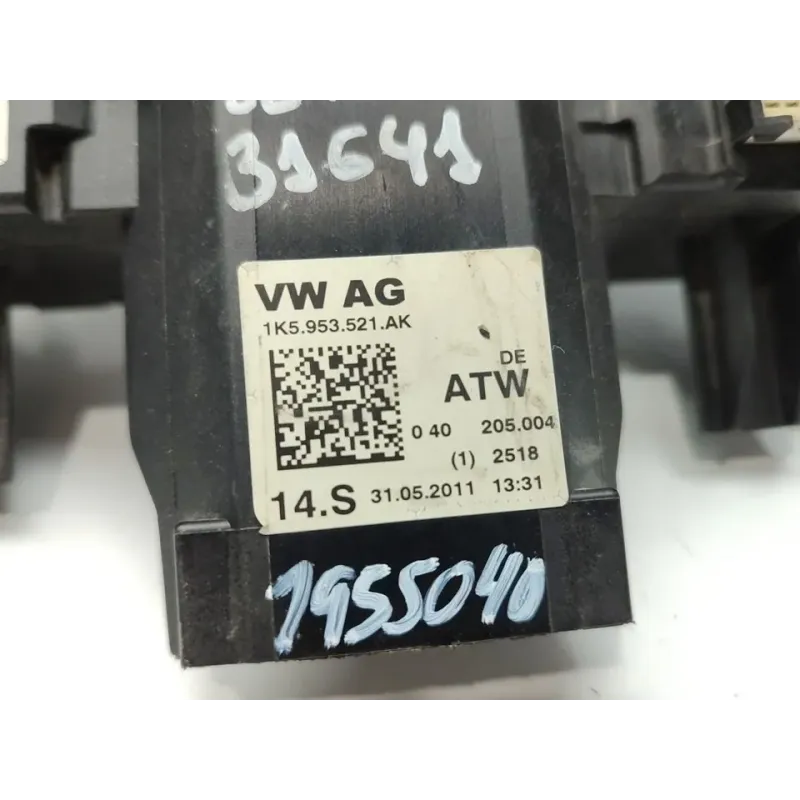 31641
VW AG
1K5.953.521.AK
DE
ATW
0 40 205.004
(1) 2518
14.S 31.05.2011 13:31
1955040